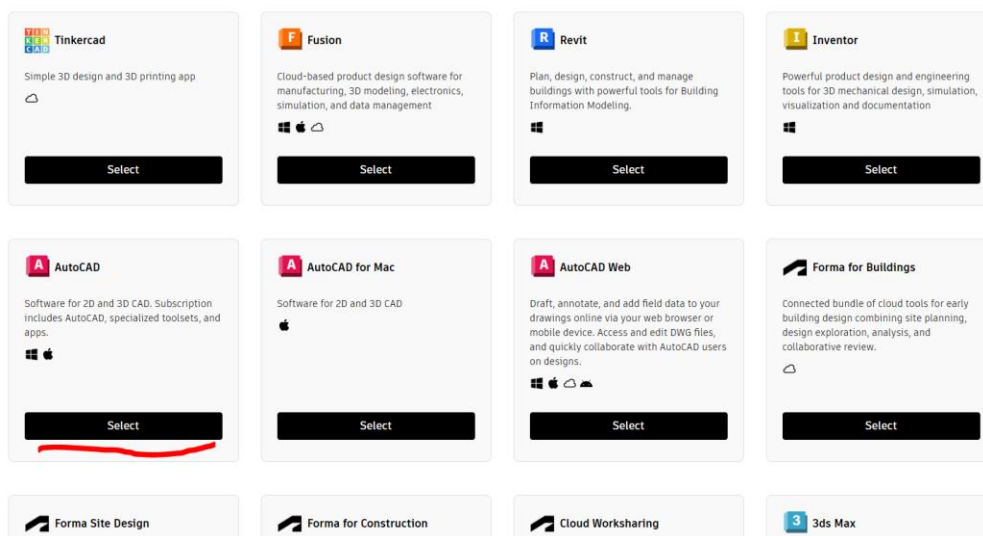 Tinkercad
Simple 3D design and 3D printing app
Select
Fusion
Cloud-based product design software for
manufacturing, 3D modeling, electronics,
simulation, and data management
Select
Revit
Plan, design, construct, and manage
buildings with powerful tools for Building
Information Modeling.
Select
Inventor
Powerful product design and engineering
tools for 3D mechanical design, simulation,
visualization and documentation
Select
AutoCAD
Software for 2D and 3D CAD. Subscription
includes AutoCAD, specialized toolsets, and
apps.
Select
AutoCAD for Mac
Software for 2D and 3D CAD
Select
AutoCAD Web
Draft, annotate, and add field data to your
drawings online via your web browser or
mobile device. Access and edit DWG files,
and quickly collaborate with AutoCAD users
on designs.
Select
Forma for Buildings
Connected bundle of cloud tools for early
building design combining site planning,
design exploration, analysis, and
collaborative review.
Select
Forma Site Design
Forma for Construction
Cloud Worksharing
3 3ds Max